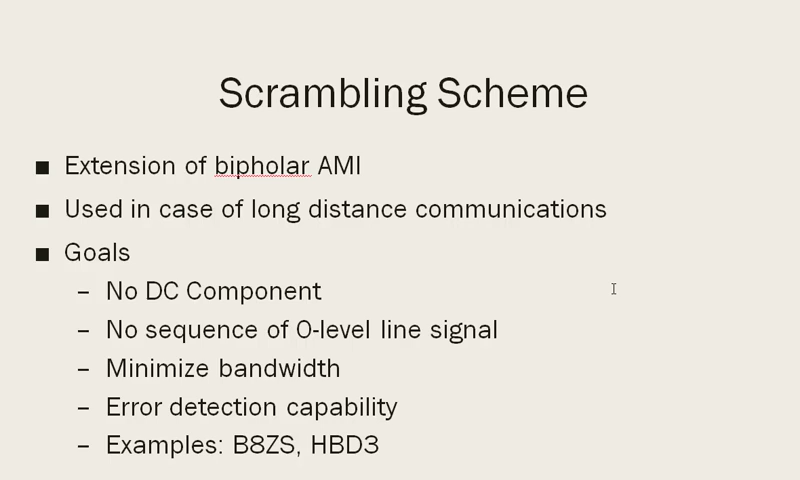 Scrambling Scheme
■ Extension of bipholar AMI
■ Used in case of long distance communications
■ Goals
– No DC Component
– No sequence of 0-level line signal
– Minimize bandwidth
– Error detection capability
– Examples: B8ZS, HBD3